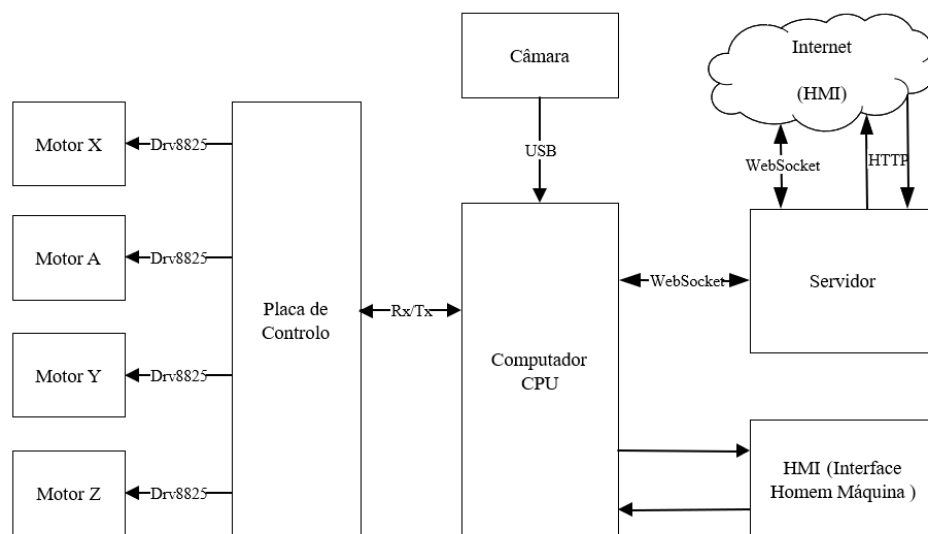 Câmara
Internet
(HMI)
Motor X
Drv8825
USB
WebSocket
HTTP
Motor A
Drv8825
Placa de
Controlo
Rx/Tx
Computador
CPU
WebSocket
Servidor
Motor Y
Drv8825
Motor Z
Drv8825
HMI (Interface
Homem Máquina )